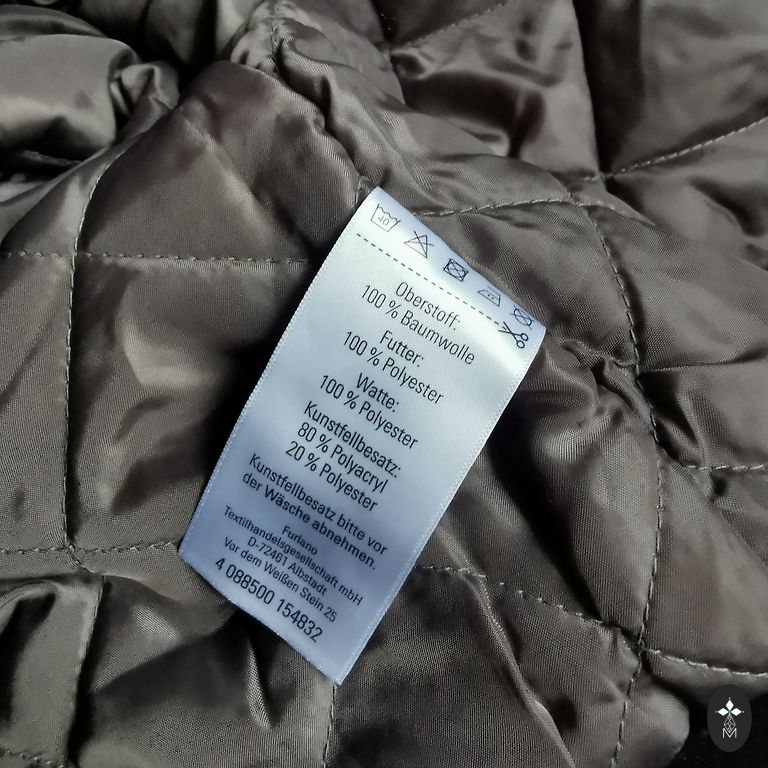 40
Oberstoff:
100 % Baumwolle
Futter:
100 % Polyester
Watte:
100 % Polyester
Kunstfellbesatz:
80 % Polyacryl
20 % Polyester
Kunstfellbesatz bitte vor
der Wäsche abnehmen.
Furlano
Textilhandelsgesellschaft mbH
D-72461 Albstadt
Vor dem Weißen Stein 25
4 088500 154832
M